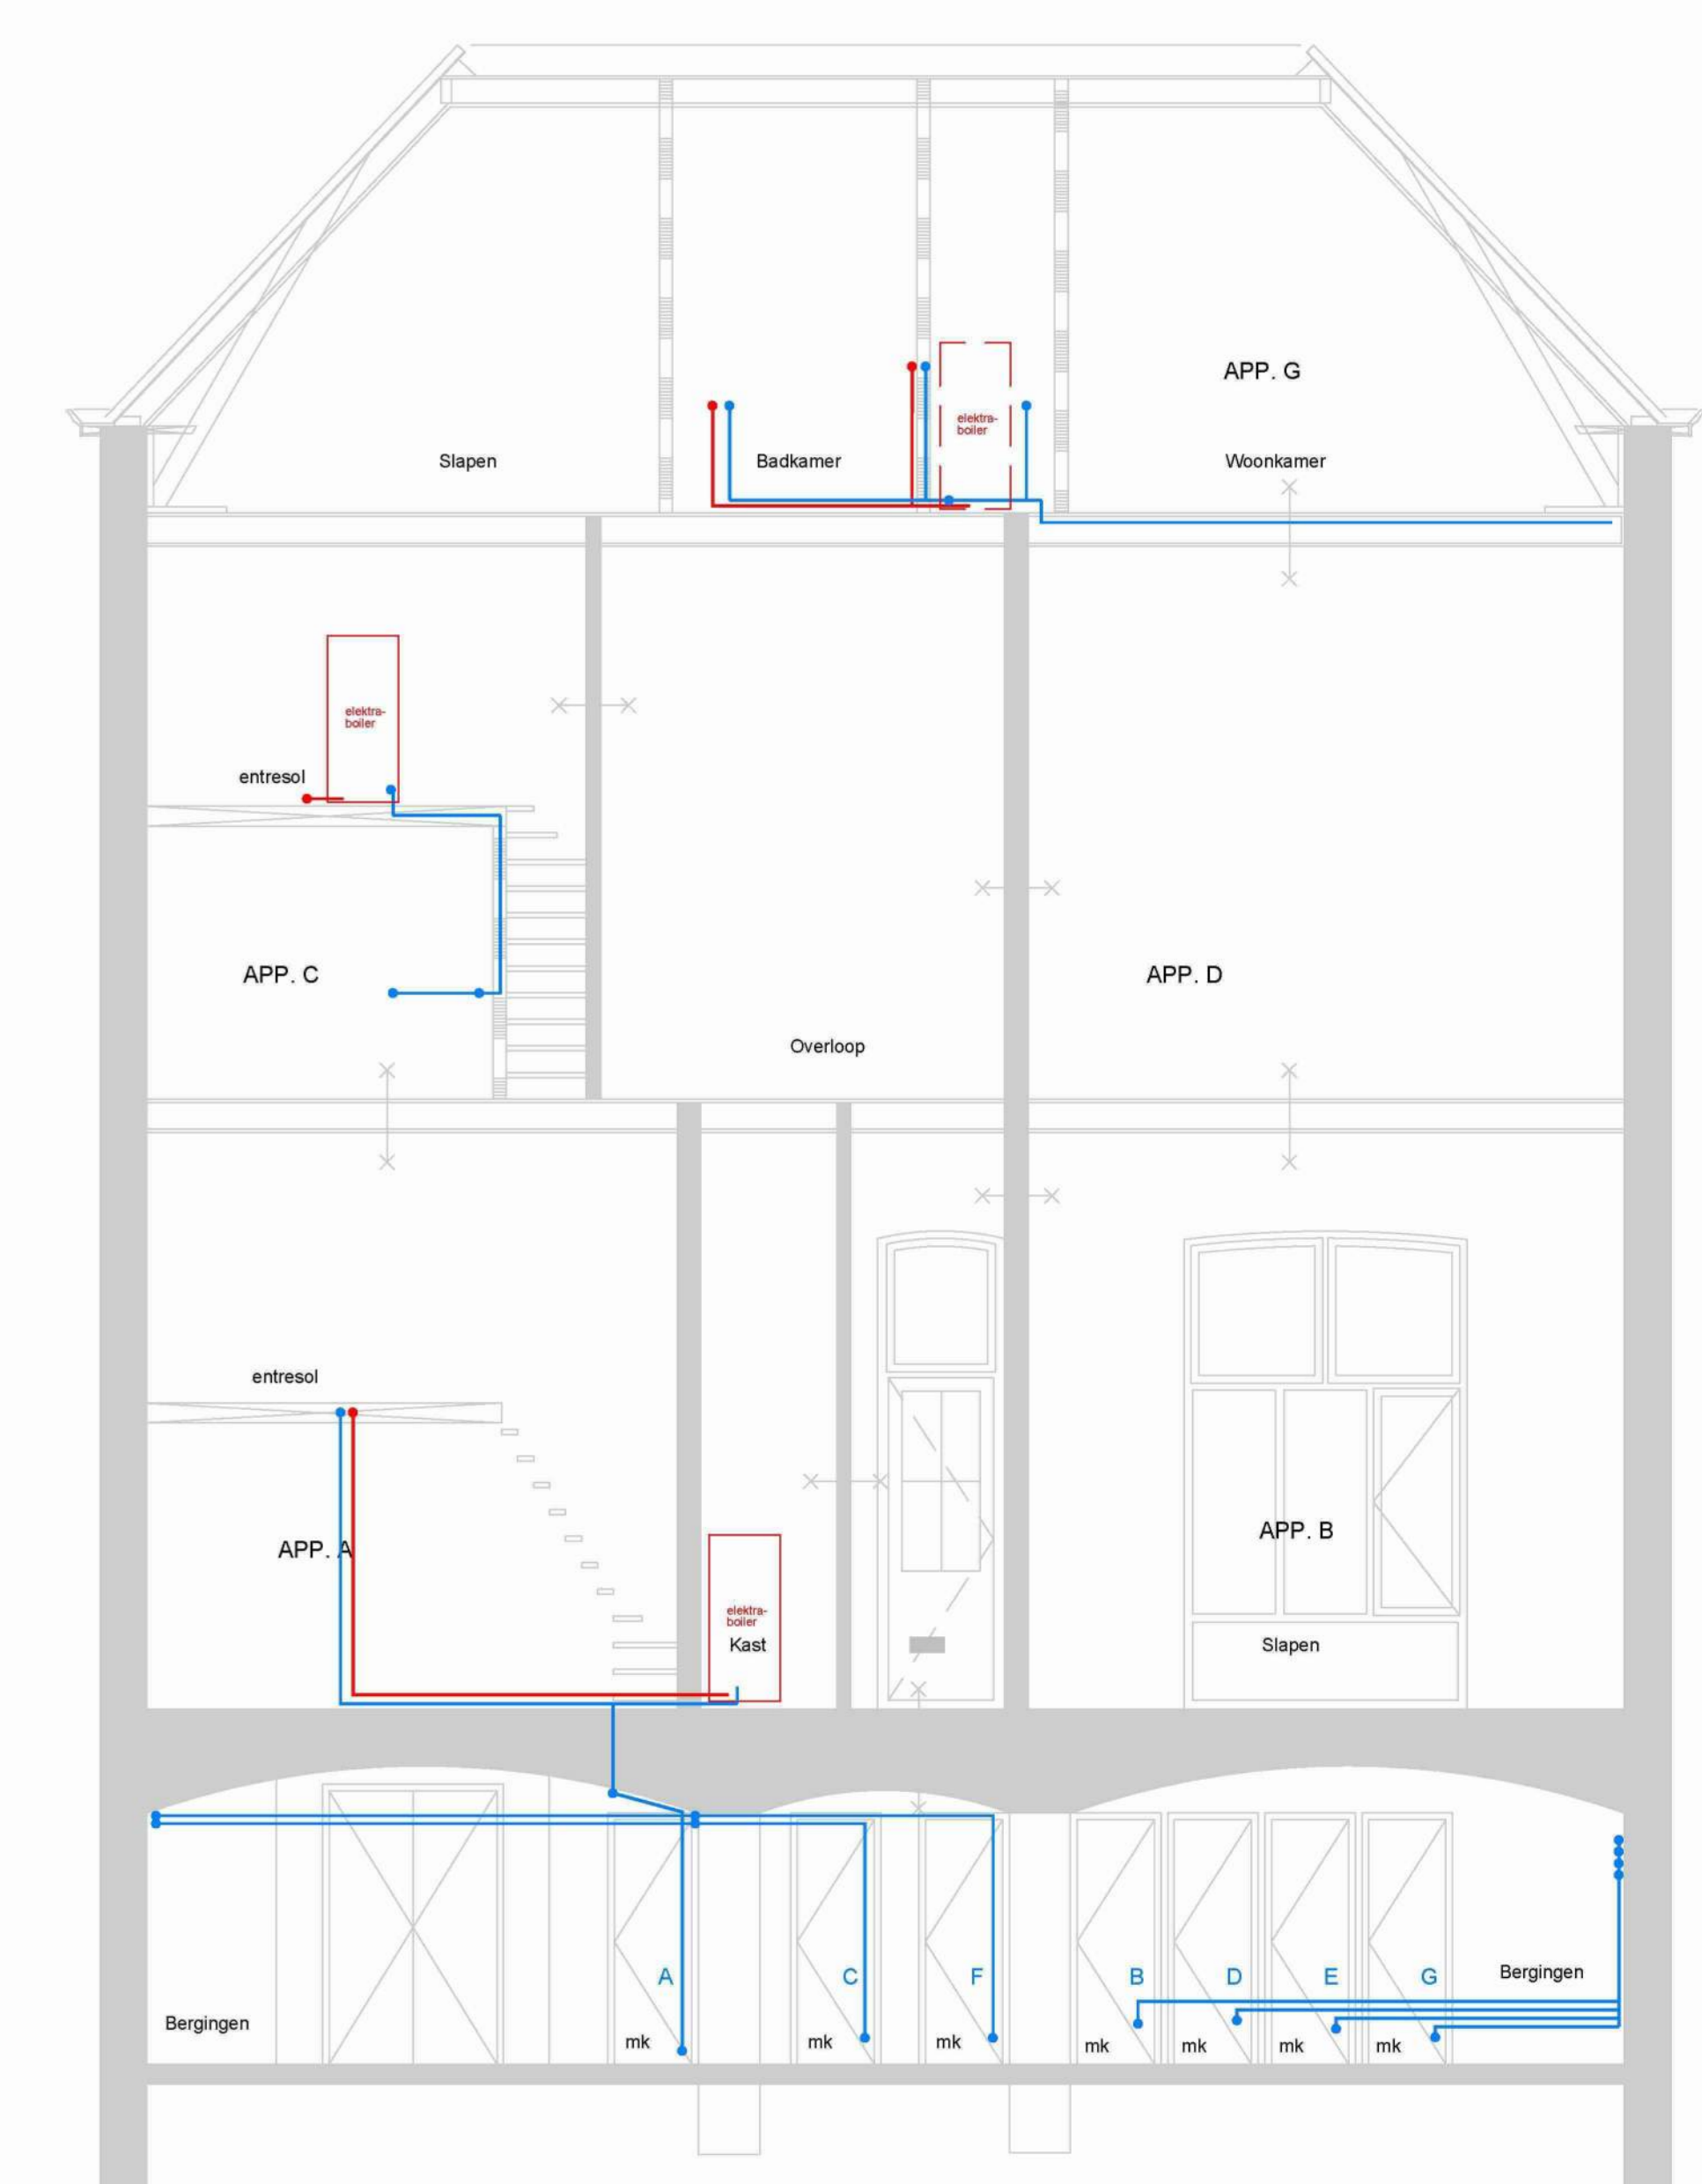 APP. G
elektra-
boiler
Slapen
Badkamer
Woonkamer
elektra-
boiler
entresol
APP. C
APP. D
Overloop
entresol
APP. A
APP. B
elektra-
boiler
Kast
Slapen
A
C
F
B
D
E
G
Bergingen
Bergingen
mk
mk
mk
mk
mk
mk
mk